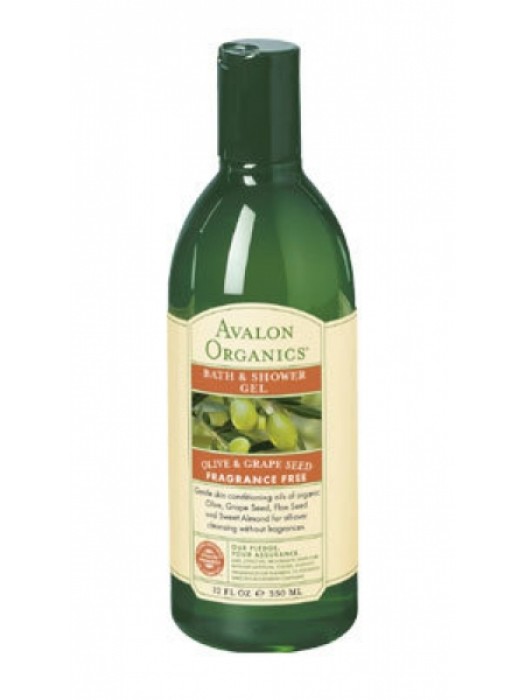 AVALON
ORGANICS™
BATH & SHOWER
GEL
OLIVE & GRAPE SEED
FRAGRANCE FREE
Gentle skin conditioning oils of organic
Olive, Grape Seed, Flax Seed
and Sweet Almond for all-over
cleansing without fragrances.
OUR PLEDGE,
YOUR ASSURANCE
12 FL OZ ℮ 350 ML